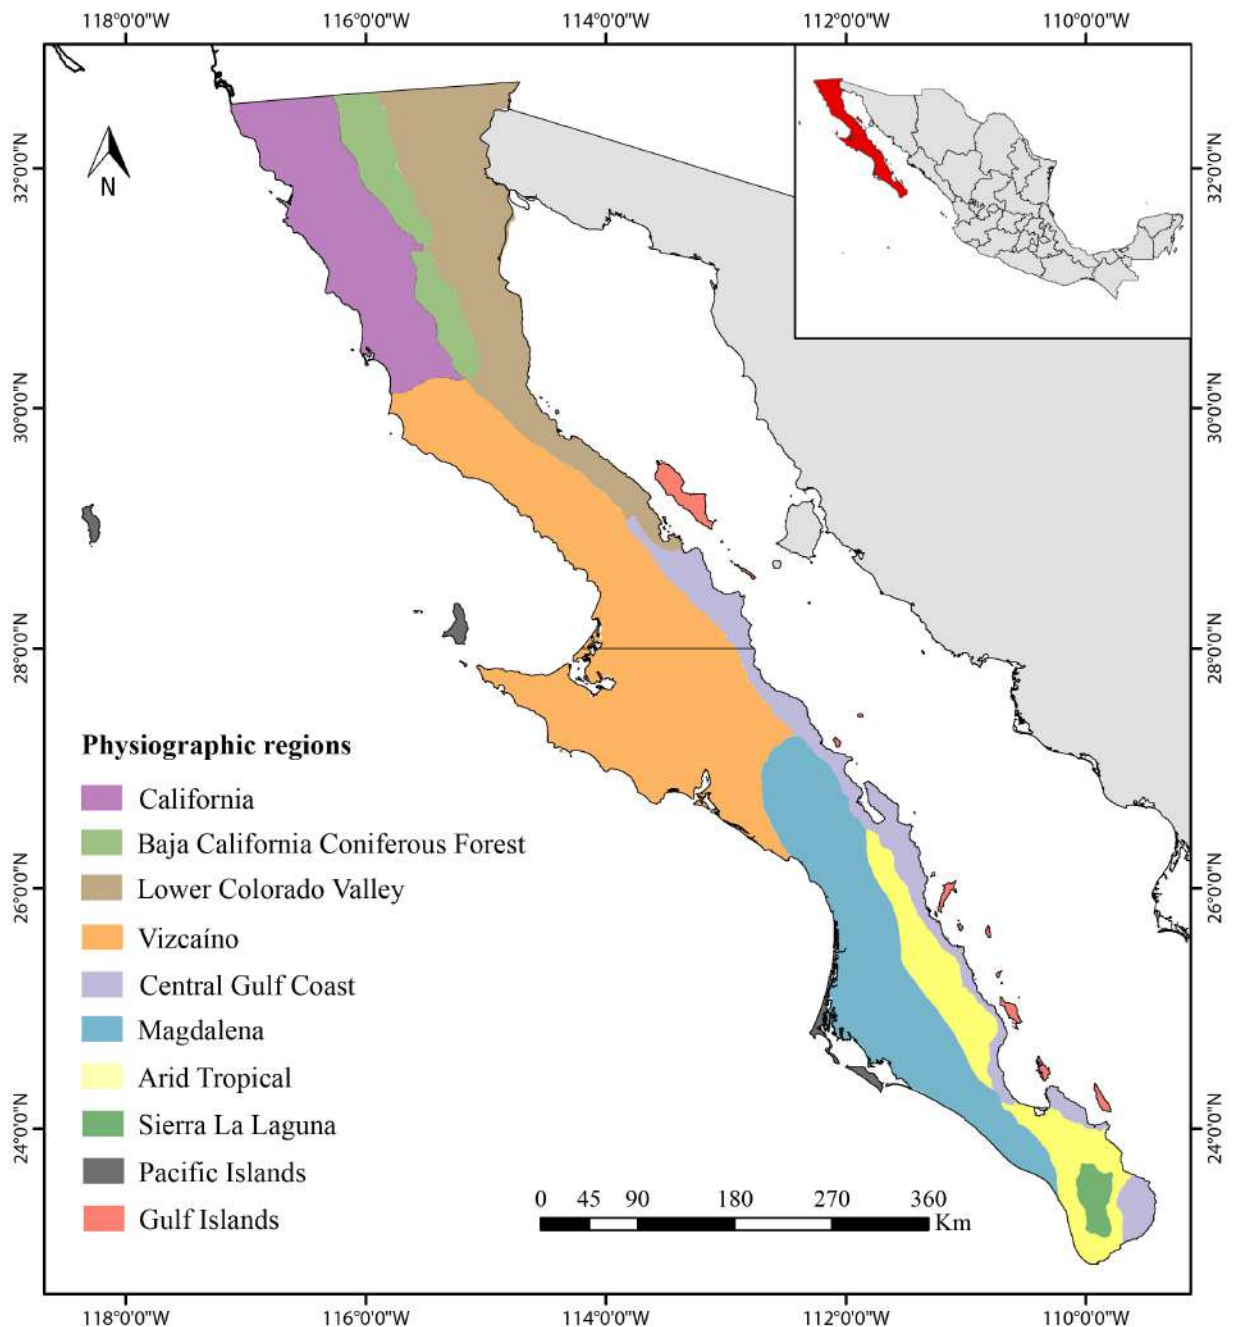 118°0'0"W 116°0'0"W 114°0'0"W 112°0'0"W 110°0'0"W
32°0'0"N
32°0'0"N
N
30°0'0"N
30°0'0"N
28°0'0"N
28°0'0"N
Physiographic regions
California
Baja California Coniferous Forest
Lower Colorado Valley
Vizcaíno
Central Gulf Coast
Magdalena
Arid Tropical
Sierra La Laguna
Pacific Islands
Gulf Islands
26°0'0"N
26°0'0"N
24°0'0"N
24°0'0"N
0 45 90 180 270 360
Km
118°0'0"W 116°0'0"W 114°0'0"W 112°0'0"W 110°0'0"W